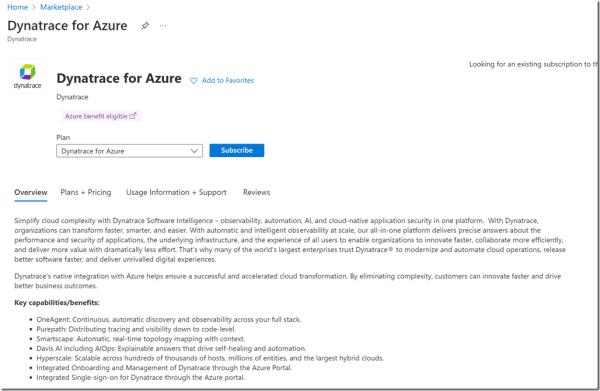 Home > Marketplace >
Dynatrace for Azure
Dynatrace
dynatrace
Dynatrace for Azure
Add to Favorites
Looking for an existing subscription to th
Dynatrace
Azure benefit eligible
Plan
Dynatrace for Azure
Subscribe
Overview Plans + Pricing Usage Information + Support Reviews
Simplify cloud complexity with Dynatrace Software Intelligence – observability, automation, AI, and cloud-native application security in one platform. With Dynatrace,
organizations can transform faster, smarter, and easier. With automatic and intelligent observability at scale, our all-in-one platform delivers precise answers about the
performance and security of applications, the underlying infrastructure, and the experience of all users to enable organizations to innovate faster, collaborate more efficiently,
and deliver more value with dramatically less effort. That's why many of the world's largest enterprises trust Dynatrace® to modernize and automate cloud operations, release
better software faster, and deliver unrivalled digital experiences.
Dynatrace's native integration with Azure helps ensure a successful and accelerated cloud transformation. By eliminating complexity, customers can innovate faster and drive
better business outcomes.
Key capabilities/benefits:
• OneAgent: Continuous, automatic discovery and observability across your full stack.
• Purepath: Distributing tracing and visibility down to code-level.
• Smartscape: Automatic, real-time topology mapping with context.
• Davis AI including AIOps: Explainable answers that drive self-healing and automation.
• Hyperscale: Scalable across hundreds of thousands of hosts, millions of entities, and the largest hybrid clouds.
• Integrated Onboarding and Management of Dynatrace through the Azure Portal.
• Integrated Single-sign-on for Dynatrace through the Azure portal.